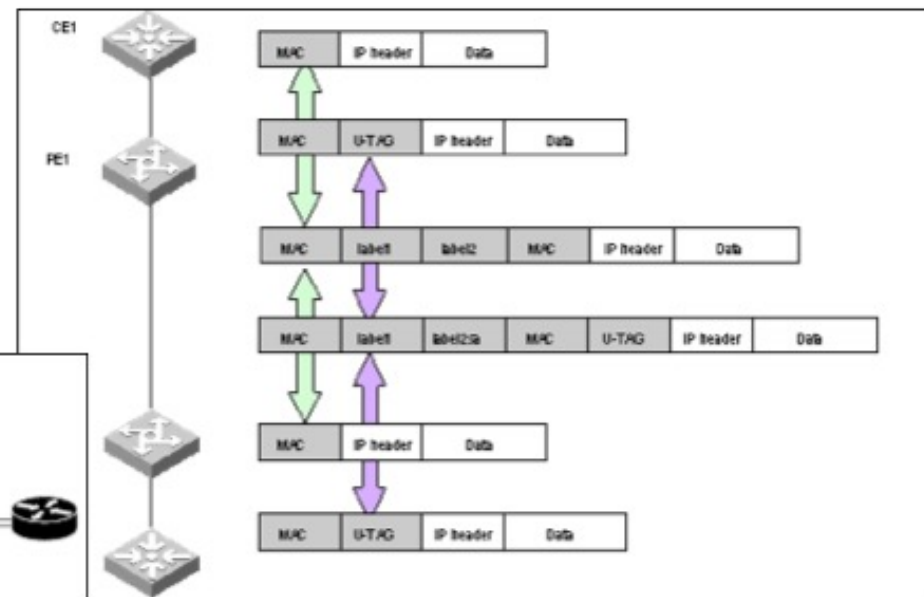 CE1
MAC IP header Data
PE1
MAC U-TAG IP header Data
MAC label1 label2 MAC IP header Data
MAC label1 label2 MAC U-TAG IP header Data
MAC IP header Data
MAC U-TAG IP header Data